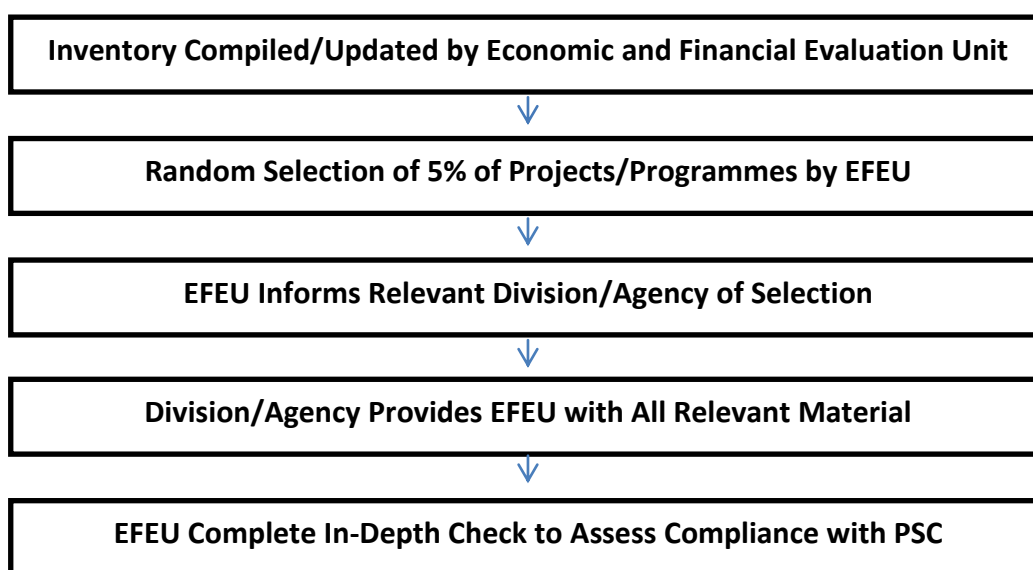 Inventory Compiled/Updated by Economic and Financial Evaluation Unit
Random Selection of 5% of Projects/Programmes by EFEU
EFEU Informs Relevant Division/Agency of Selection
Division/Agency Provides EFEU with All Relevant Material
EFEU Complete In-Depth Check to Assess Compliance with PSC